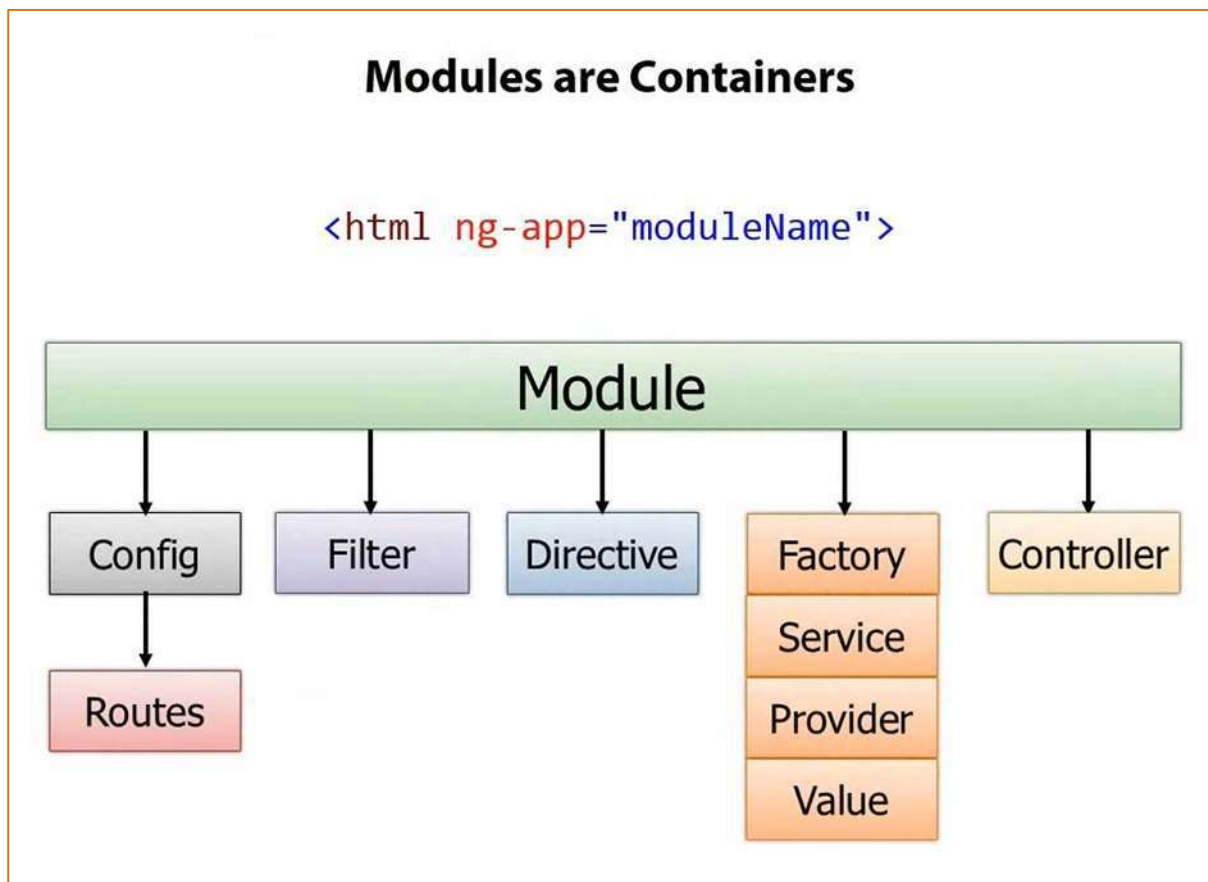 Modules are Containers
<html ng-app="moduleName">
Module
Config
Filter
Directive
Factory
Controller
Service
Provider
Value
Routes